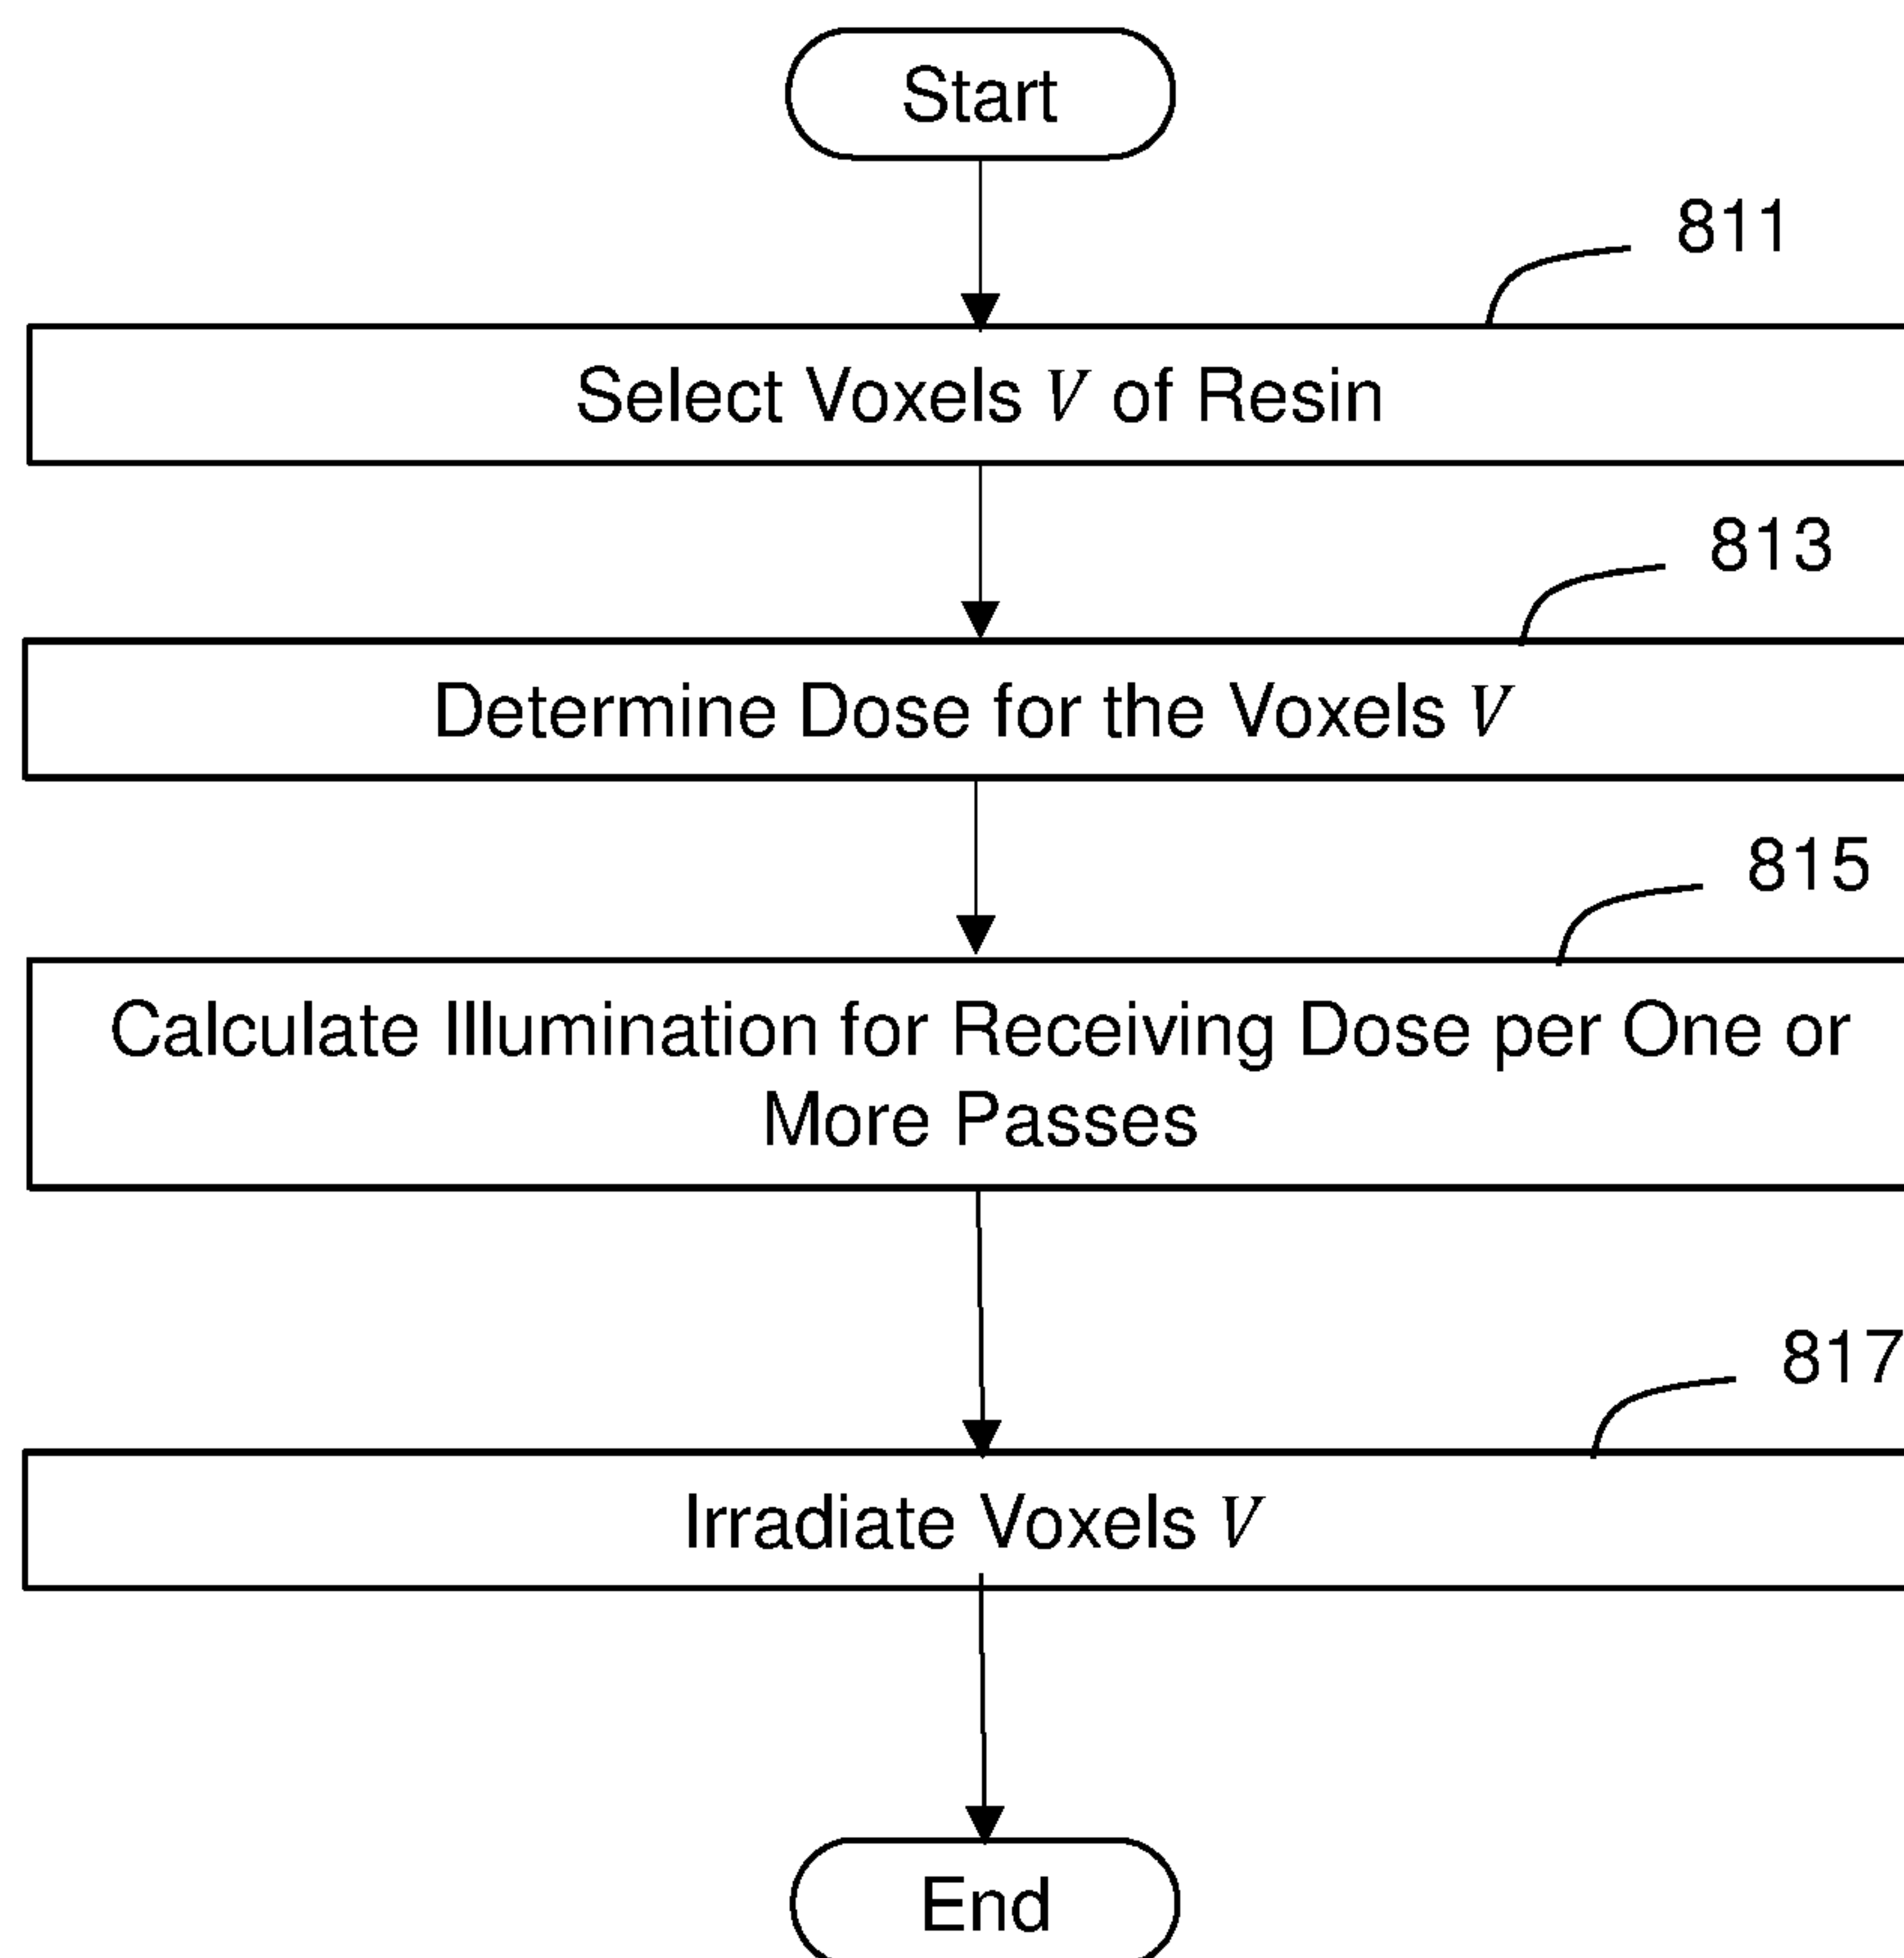 Start
811
Select Voxels V of Resin
813
Determine Dose for the Voxels V
815
Calculate Illumination for Receiving Dose per One or
More Passes
817
Irradiate Voxels V
End